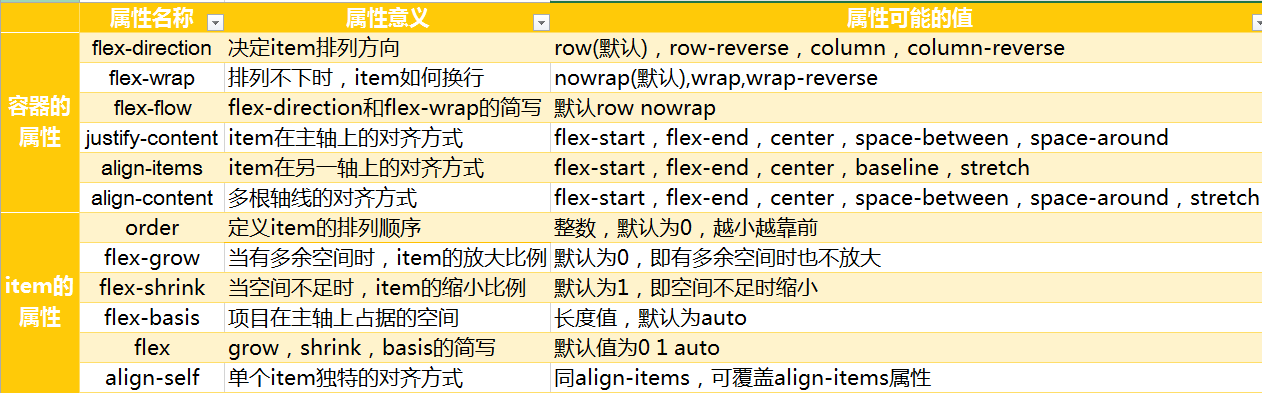 属性名称 属性意义 属性可能的值
容器的属性
flex-direction 决定item排列方向 row(默认)，row-reverse，column，column-reverse
flex-wrap 排列不下时，item如何换行 nowrap(默认),wrap,wrap-reverse
flex-flow flex-direction和flex-wrap的简写 默认row nowrap
justify-content item在主轴上的对齐方式 flex-start，flex-end，center，space-between，space-around
align-items item在另一轴上的对齐方式 flex-start，flex-end，center，baseline，stretch
align-content 多根轴线的对齐方式 flex-start，flex-end，center，space-between，space-around，stretch
item的属性
order 定义item的排列顺序 整数，默认为0，越小越靠前
flex-grow 当有多余空间时，item的放大比例 默认为0，即有多余空间时也不放大
flex-shrink 当空间不足时，item的缩小比例 默认为1，即空间不足时缩小
flex-basis 项目在主轴上占据的空间 长度值，默认为auto
flex grow，shrink，basis的简写 默认值为0 1 auto
align-self 单个item独特的对齐方式 同align-items，可覆盖align-items属性